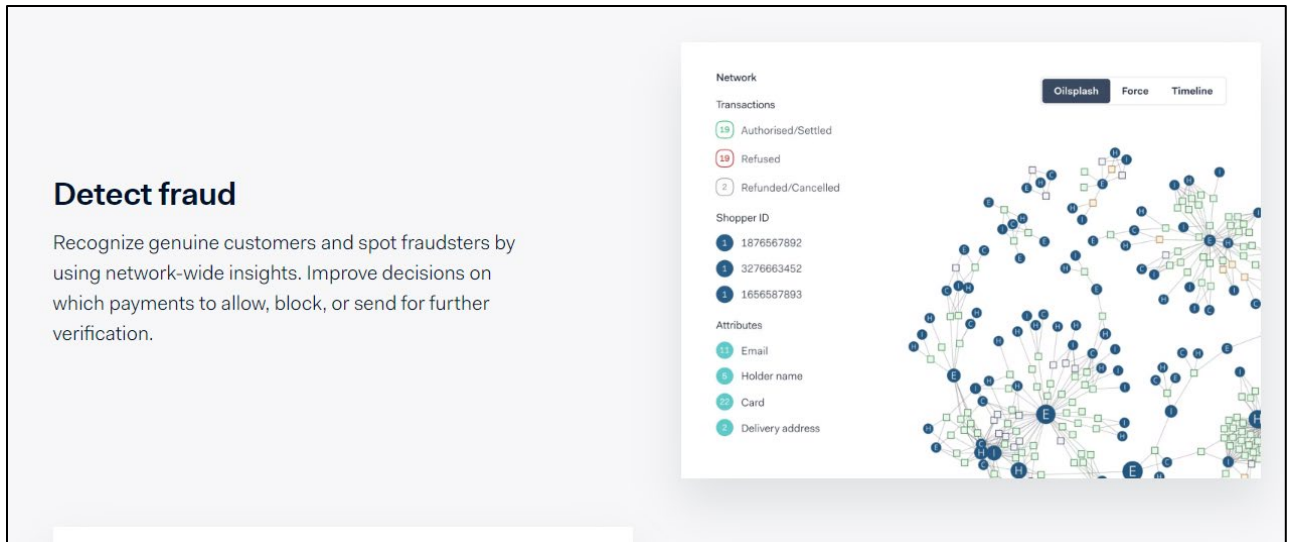 Detect fraud
Recognize genuine customers and spot fraudsters by
using network-wide insights. Improve decisions on
which payments to allow, block, or send for further
verification.
Network
Oilsplash Force Timeline
Transactions
19 Authorised/Settled
19 Refused
2 Refunded/Cancelled
Shopper ID
1 1876567892
1 3276663452
1 1656587893
Attributes
11 Email
6 Holder name
22 Card
2 Delivery address